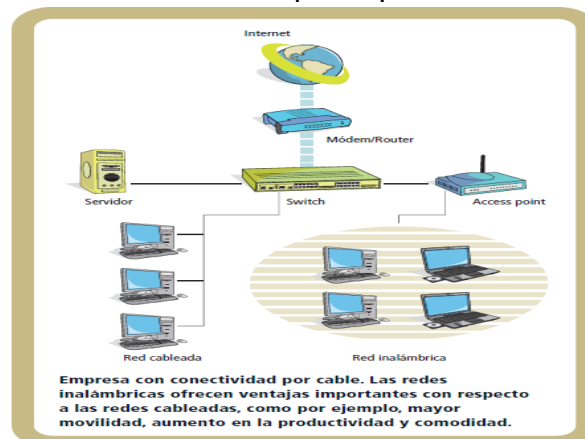 Internet
Módem/Router
Servidor
Switch
Access point
Red cableada
Red inalámbrica
Empresa con conectividad por cable. Las redes
inalámbricas ofrecen ventajas importantes con respecto
a las redes cableadas, como por ejemplo, mayor
movilidad, aumento en la productividad y comodidad.